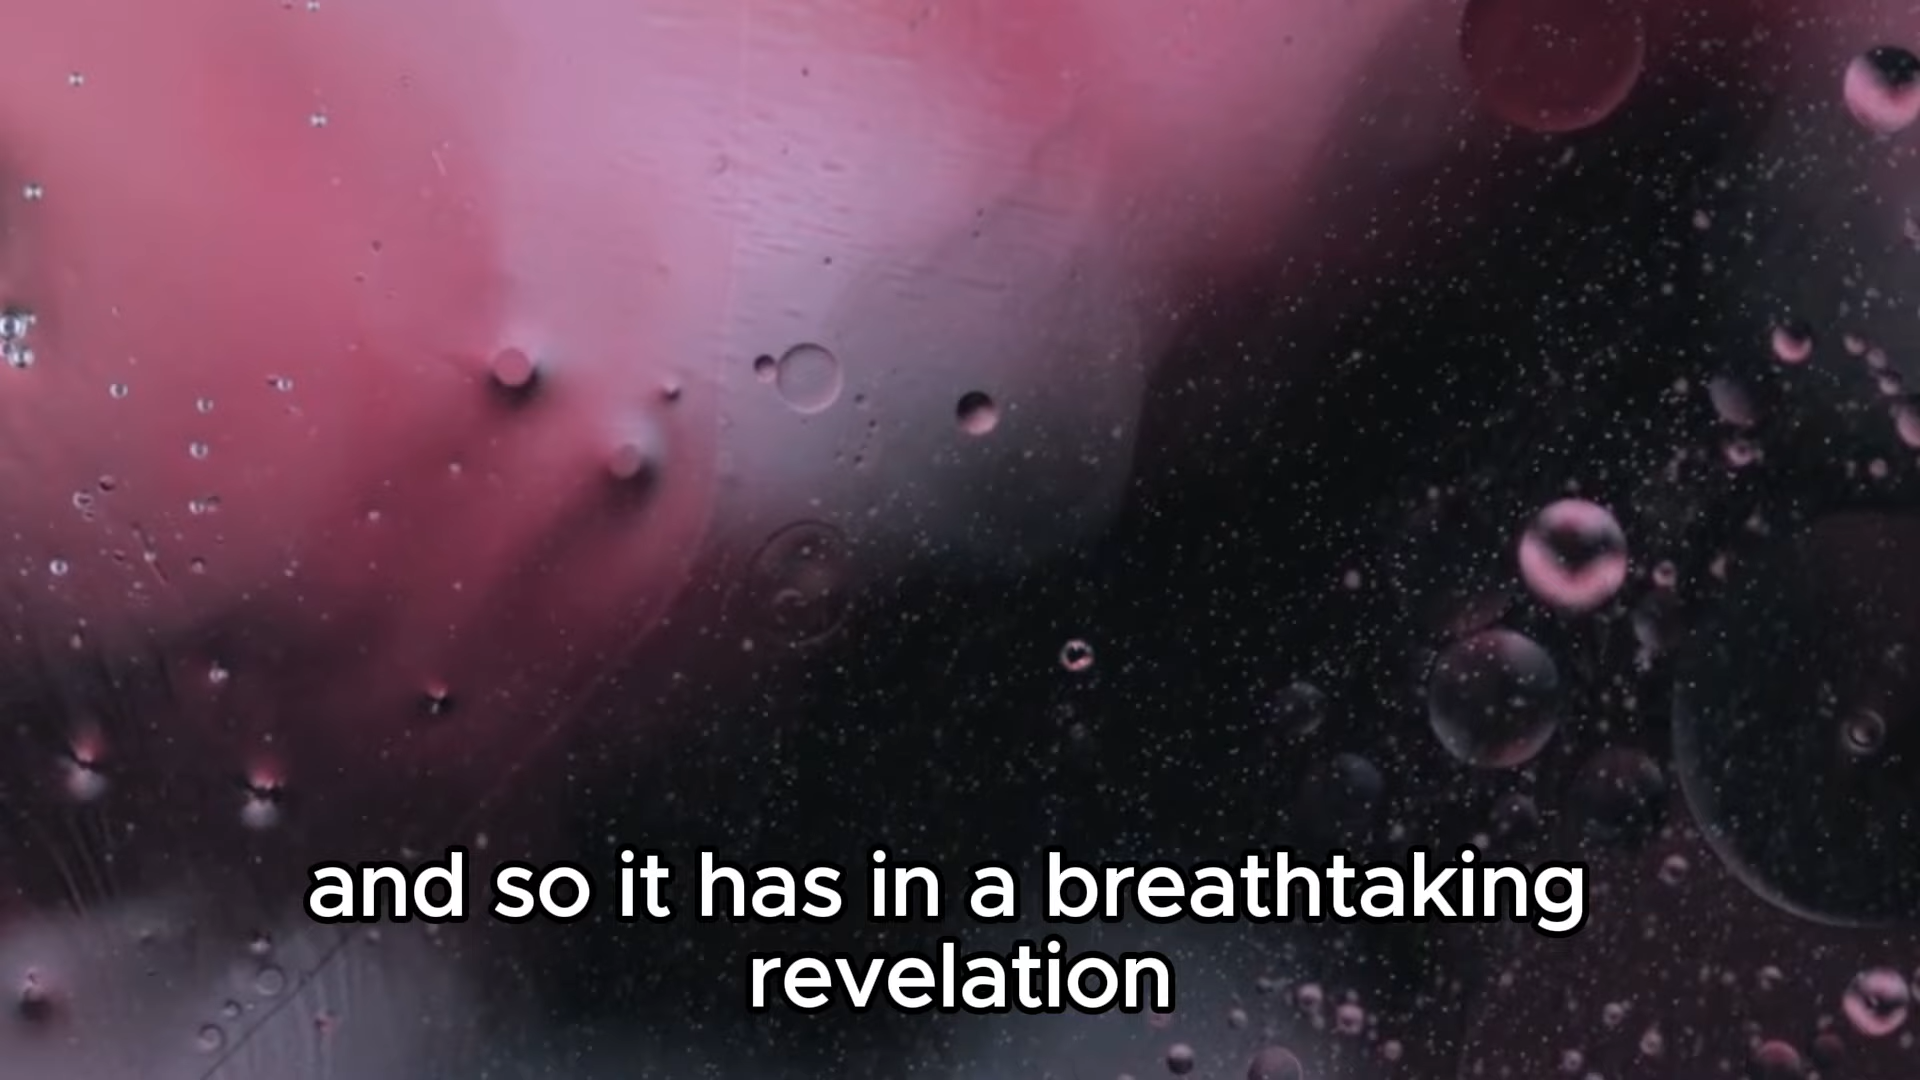 and so it has in a breathtaking
revelation